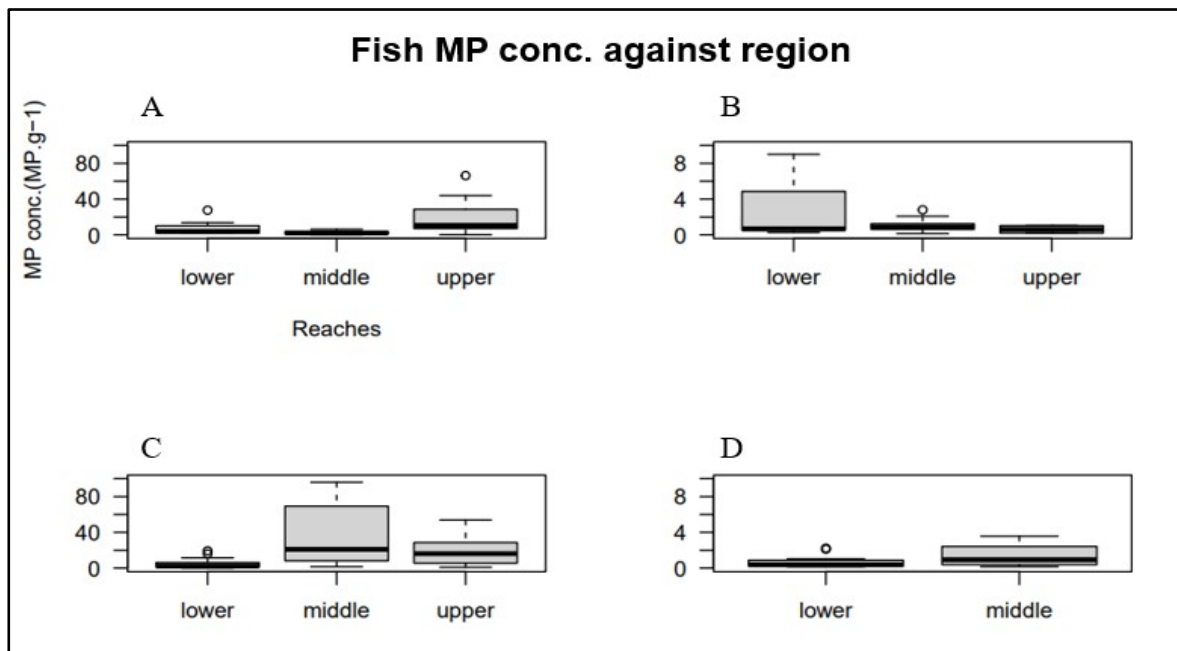 Fish MP conc. against region
MP conc.(MP.g−1)
A
80
40
0
lower middle upper
Reaches
B
8
4
0
lower middle upper
C
80
40
0
lower middle upper
D
8
4
0
lower middle